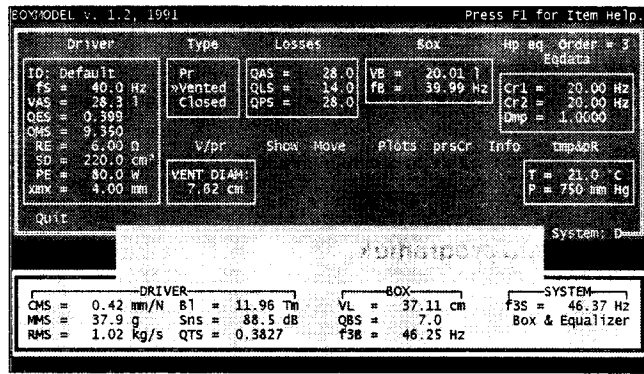 BOXMODEL v. 1.2, 1991 Press F1 for Item Help
Driver Type Losses Box Hp eq Order = 3
Eqdata
ID: Default Pr QAS = 28.0 VB = 20.01 l
fS = 40.0 Hz »Vented QLS = 14.0 fB = 39.99 Hz Cr1 = 20.00 Hz
VAS = 28.3 l Closed QPS = 28.0 Cr2 = 20.00 Hz
QES = 0.399 Dmp = 1.0000
QMS = 9.350
RE = 6.00 Ω V/pr Show Move Plots prsCr Info tmp&pR
SD = 220.0 cm²
PE = 80.0 W VENT DIAM: T = 21.0 °C
xmx = 4.00 mm 7.62 cm P = 750 mm Hg
Quit
System: D
DRIVER BOX SYSTEM
CMS = 0.42 mm/N Bl = 11.96 Tm VL = 37.11 cm f3S = 46.37 Hz
MMS = 37.9 g Sns = 88.5 dB QBS = 7.0 Box & Equalizer
RMS = 1.02 kg/s QTS = 0.3827 f3B = 46.25 Hz